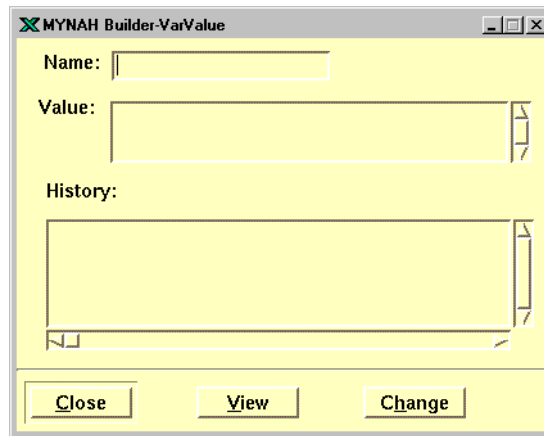 MYNAH Builder-VarValue
Name:
Value:
History:
Close View Change